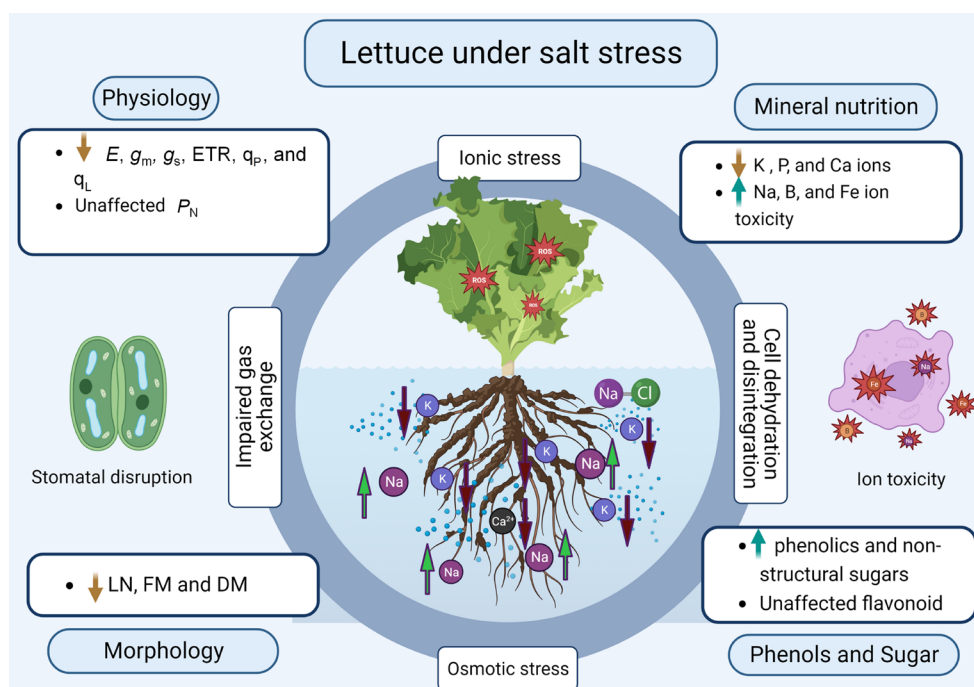 Lettuce under salt stress
Physiology
E, gm, gs, ETR, qP, and
qL
Unaffected PN
Mineral nutrition
K , P, and Ca ions
Na, B, and Fe ion
toxicity
Ionic stress
ROS
ROS
ROS
Impaired gas
exchange
Stomatal disruption
Cell dehydration
and disintegration
B
Na
Fe
Fe
B
Na
Ion toxicity
Na
Cl
K
K
K
Na
K
Na
K
Ca2+
Na
Na
LN, FM and DM
Morphology
phenolics and non-
structural sugars
Unaffected flavonoid
Phenols and Sugar
Osmotic stress